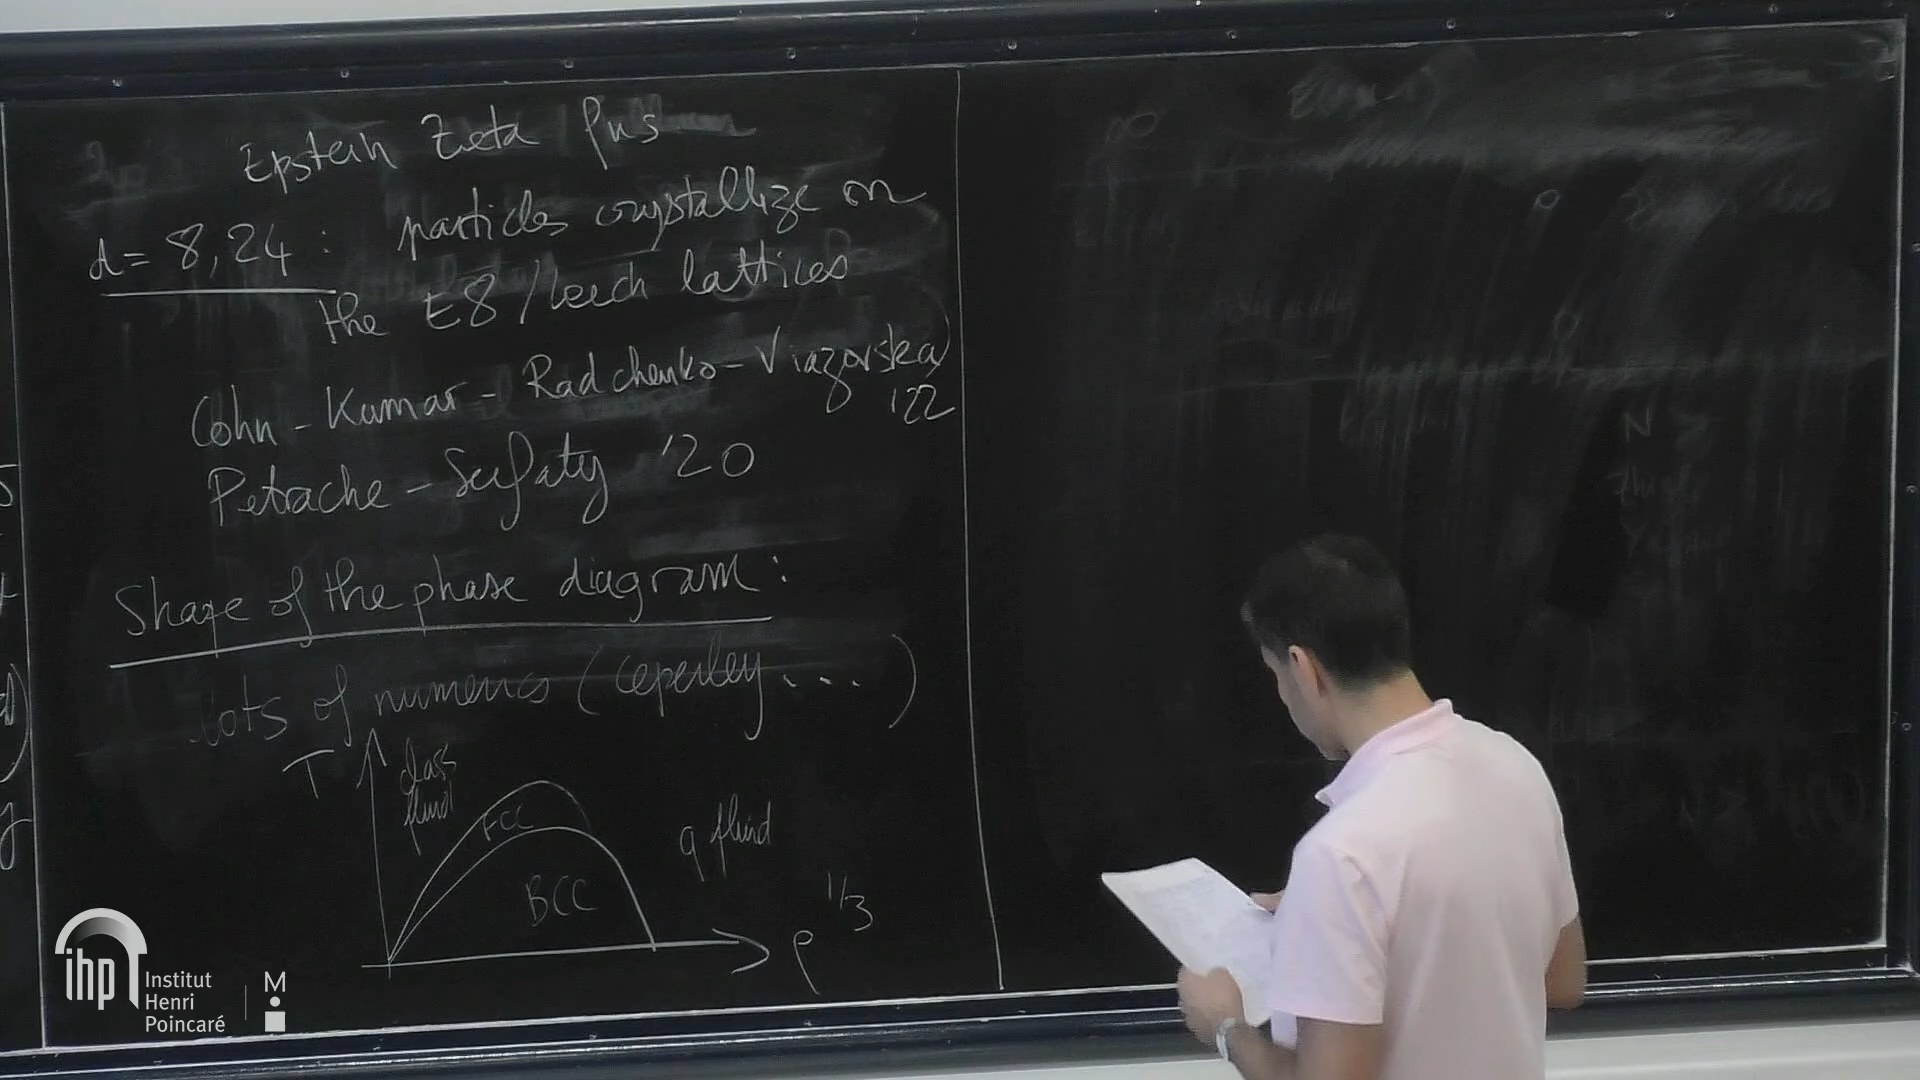 Epstein Zeta fns
d = 8, 24 : particles crystallize on
the E8 / Leech lattices
Cohn - Kumar - Radchenko - Viazovska
'22
Petrache - Serfaty '20
Shape of the phase diagram :
lots of numerics (Ceperley ... )
T
class
fluid
FCC
q fluid
BCC
ρ 1/3
ihp Institut
Henri
Poincaré
M